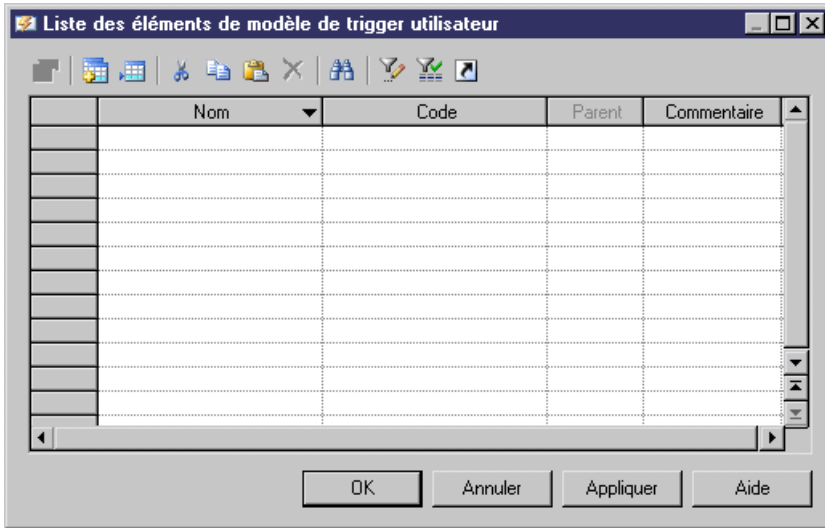 Liste des éléments de modèle de trigger utilisateur
Nom Code Parent Commentaire
OK Annuler Appliquer Aide